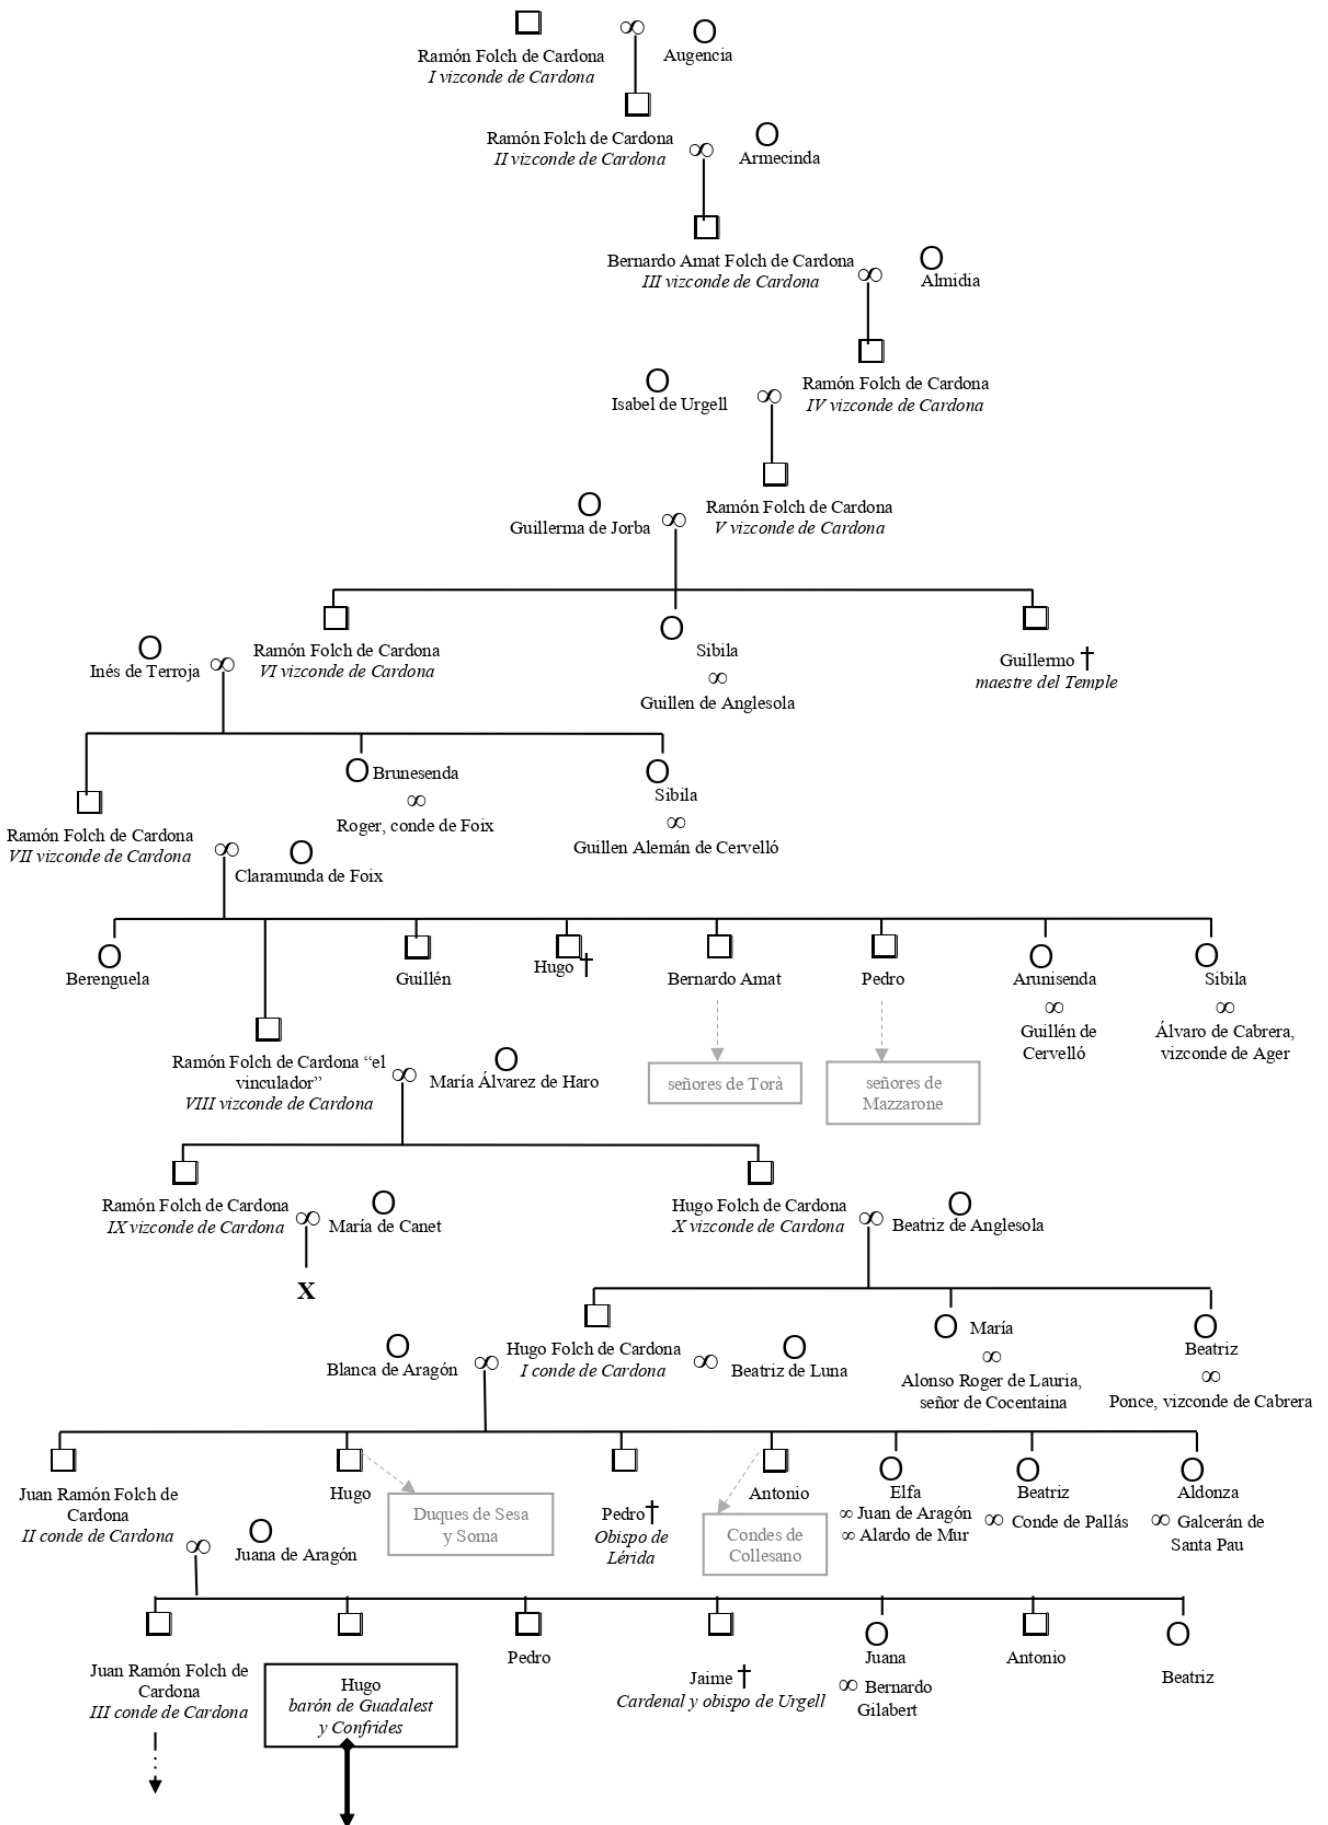 ∞
Ramón Folch de Cardona
I vizconde de Cardona
Augencia
Ramón Folch de Cardona
II vizconde de Cardona
∞
Armecinda
Bernardo Amat Folch de Cardona
III vizconde de Cardona
∞
Almidia
Isabel de Urgell
∞
Ramón Folch de Cardona
IV vizconde de Cardona
Guillerma de Jorba
∞
Ramón Folch de Cardona
V vizconde de Cardona
Inés de Terroja
∞
Ramón Folch de Cardona
VI vizconde de Cardona
Sibila
∞
Guillen de Anglesola
Guillermo †
maestre del Temple
Ramón Folch de Cardona
VII vizconde de Cardona
∞
Claramunda de Foix
Brunesenda
∞
Roger, conde de Foix
Sibila
∞
Guillen Alemán de Cervelló
Berenguela
Ramón Folch de Cardona “el
vinculador”
VIII vizconde de Cardona
∞
María Álvarez de Haro
Guillén
Hugo †
Bernardo Amat
señores de Torà
Pedro
señores de
Mazzarone
Arunisenda
∞
Guillén de
Cervelló
Sibila
∞
Álvaro de Cabrera,
vizconde de Ager
Ramón Folch de Cardona
IX vizconde de Cardona
∞
María de Canet
X
Hugo Folch de Cardona
X vizconde de Cardona
∞
Beatriz de Anglesola
Blanca de Aragón
∞
Hugo Folch de Cardona
I conde de Cardona
∞
Beatriz de Luna
María
∞
Alonso Roger de Lauria,
señor de Cocentaina
Beatriz
∞
Ponce, vizconde de Cabrera
Juan Ramón Folch de
Cardona
II conde de Cardona
∞
Juana de Aragón
Hugo
Duques de Sesa
y Soma
Pedro †
Obispo de
Lérida
Antonio
Condes de
Collesano
Elfa
∞ Juan de Aragón
∞ Alardo de Mur
Beatriz
∞ Conde de Pallás
Aldonza
∞ Galcerán de
Santa Pau
Juan Ramón Folch de
Cardona
III conde de Cardona
Hugo
barón de Guadalest
y Confrides
Pedro
Jaime †
Cardenal y obispo de Urgell
Juana
∞ Bernardo
Gilabert
Antonio
Beatriz